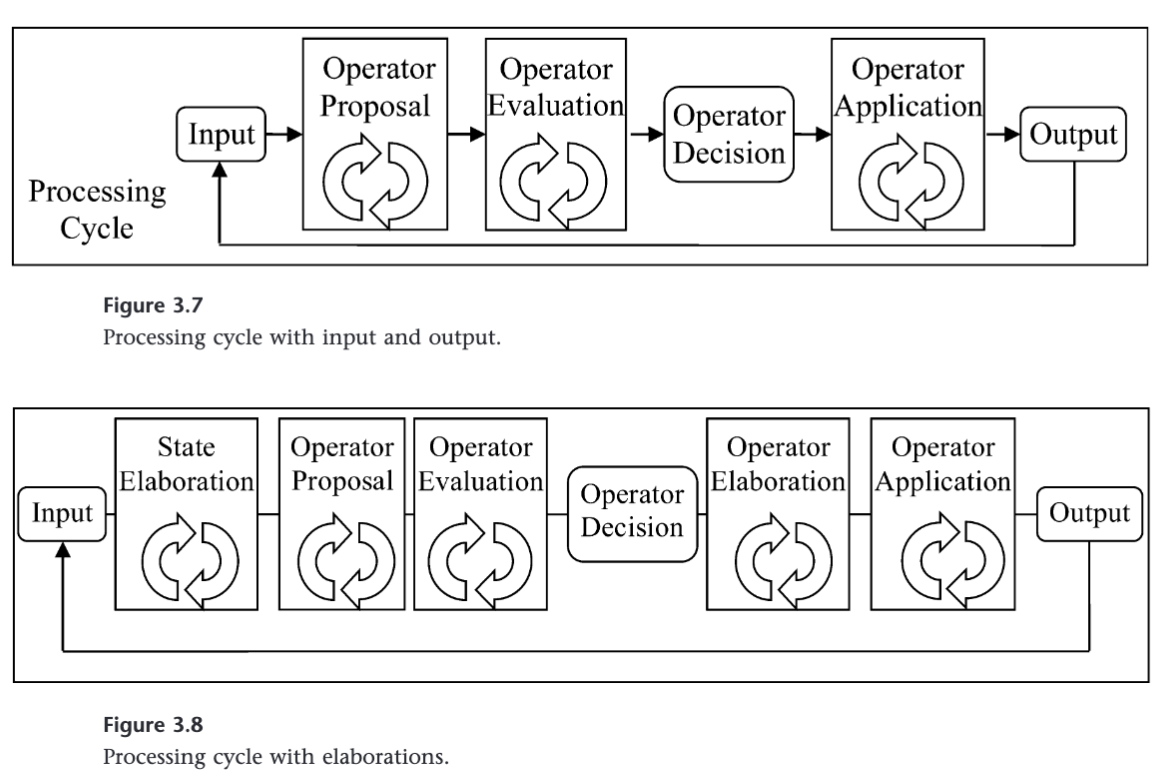 Operator
Proposal
Operator
Evaluation
Operator
Decision
Operator
Application
Input
Output
Processing
Cycle
Figure 3.7
Processing cycle with input and output.
State
Elaboration
Operator
Proposal
Operator
Evaluation
Operator
Decision
Operator
Elaboration
Operator
Application
Input
Output
Figure 3.8
Processing cycle with elaborations.